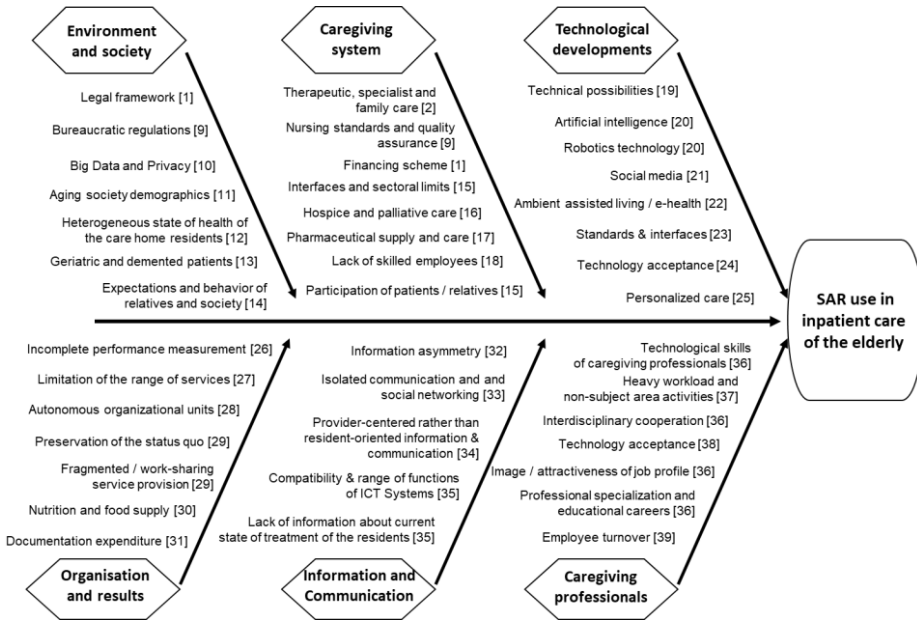 Environment
and society
Legal framework [1]
Bureaucratic regulations [9]
Big Data and Privacy [10]
Aging society demographics [11]
Heterogeneous state of health of
the care home residents [12]
Geriatric and demented patients [13]
Expectations and behavior of
relatives and society [14]
Caregiving
system
Therapeutic, specialist and
family care [2]
Nursing standards and quality
assurance [9]
Financing scheme [1]
Interfaces and sectoral limits [15]
Hospice and palliative care [16]
Pharmaceutical supply and care [17]
Lack of skilled employees [18]
Participation of patients / relatives [15]
Technological
developments
Technical possibilities [19]
Artificial intelligence [20]
Robotics technology [20]
Social media [21]
Ambient assisted living / e-health [22]
Standards & interfaces [23]
Technology acceptance [24]
Personalized care [25]
SAR use in
inpatient care
of the elderly
Incomplete performance measurement [26]
Limitation of the range of services [27]
Autonomous organizational units [28]
Preservation of the status quo [29]
Fragmented / work-sharing
service provision [29]
Nutrition and food supply [30]
Documentation expenditure [31]
Organisation
and results
Information asymmetry [32]
Isolated communication and and
social networking [33]
Provider-centered rather than
resident-oriented information &
communication [34]
Compatibility & range of functions
of ICT Systems [35]
Lack of information about current
state of treatment of the residents [35]
Information and
Communication
Technological skills
of caregiving professionals [36]
Heavy workload and
non-subject area activities [37]
Interdisciplinary cooperation [36]
Technology acceptance [38]
Image / attractiveness of job profile [36]
Professional specialization and
educational careers [36]
Employee turnover [39]
Caregiving
professionals